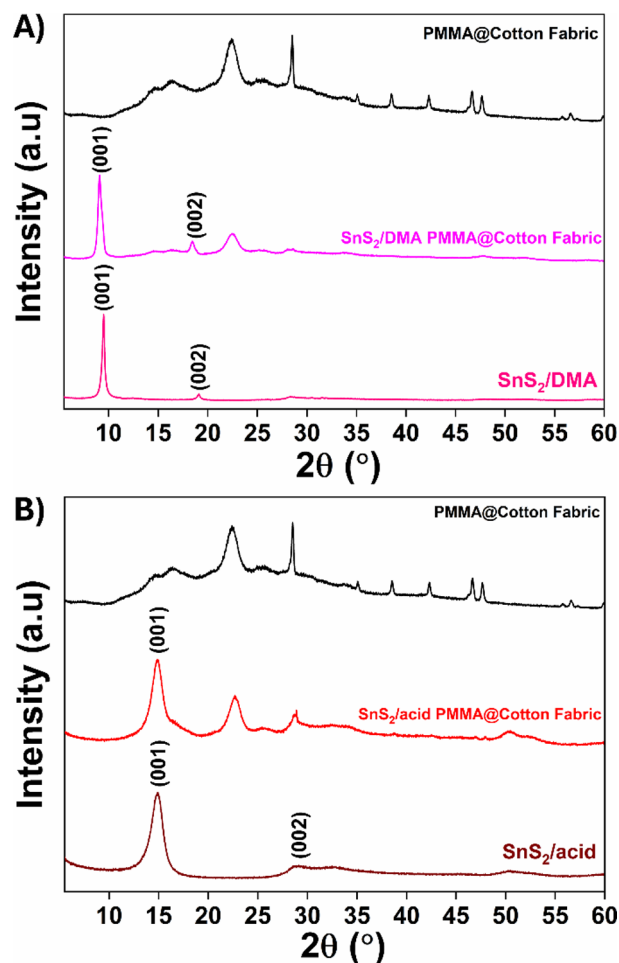 A)
PMMA@Cotton Fabric
(001)
(002)
SnS₂/DMA PMMA@Cotton Fabric
(001)
(002)
SnS₂/DMA
Intensity (a.u)
10 15 20 25 30 35 40 45 50 55 60
2θ (°)
B)
PMMA@Cotton Fabric
(001)
SnS₂/acid PMMA@Cotton Fabric
(001)
(002)
SnS₂/acid
Intensity (a.u)
10 15 20 25 30 35 40 45 50 55 60
2θ (°)